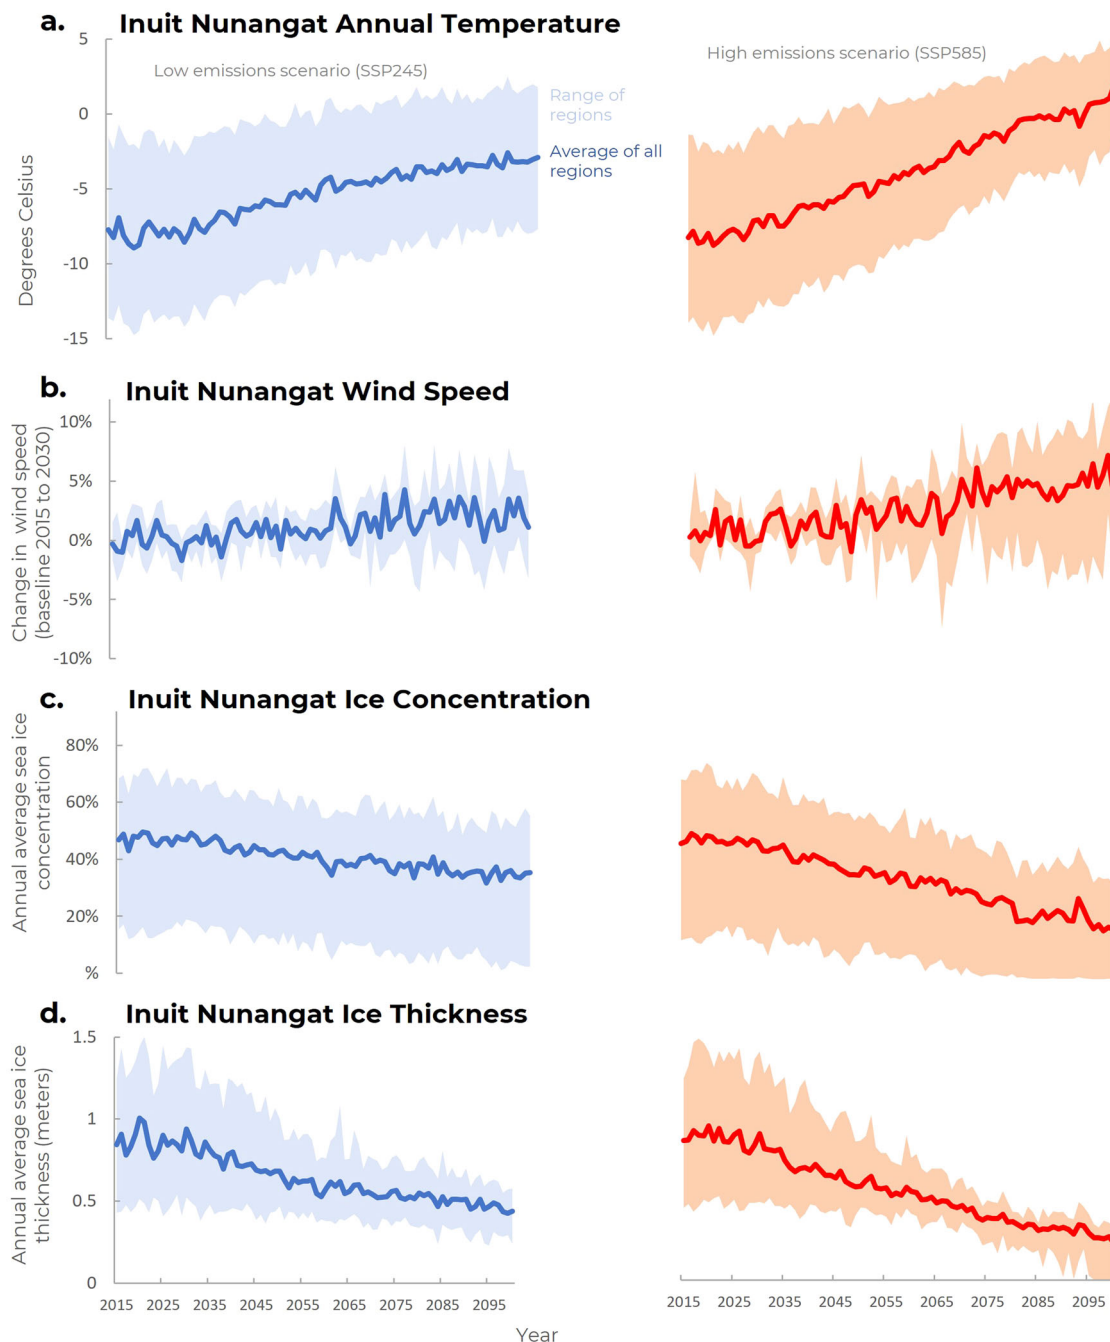 a. Inuit Nunangat Annual Temperature
Low emissions scenario (SSP245)
High emissions scenario (SSP585)
Range of
regions
Average of all
regions
Degrees Celsius
5
0
-5
-10
-15
b. Inuit Nunangat Wind Speed
Change in wind speed
(baseline 2015 to 2030)
10%
5%
0%
-5%
-10%
c. Inuit Nunangat Ice Concentration
Annual average sea ice
concentration
80%
60%
40%
20%
%
d. Inuit Nunangat Ice Thickness
Annual average sea ice
thickness (meters)
1.5
1
0.5
0
2015 2025 2035 2045 2055 2065 2075 2085 2095
2015 2025 2035 2045 2055 2065 2075 2085 2095
Year